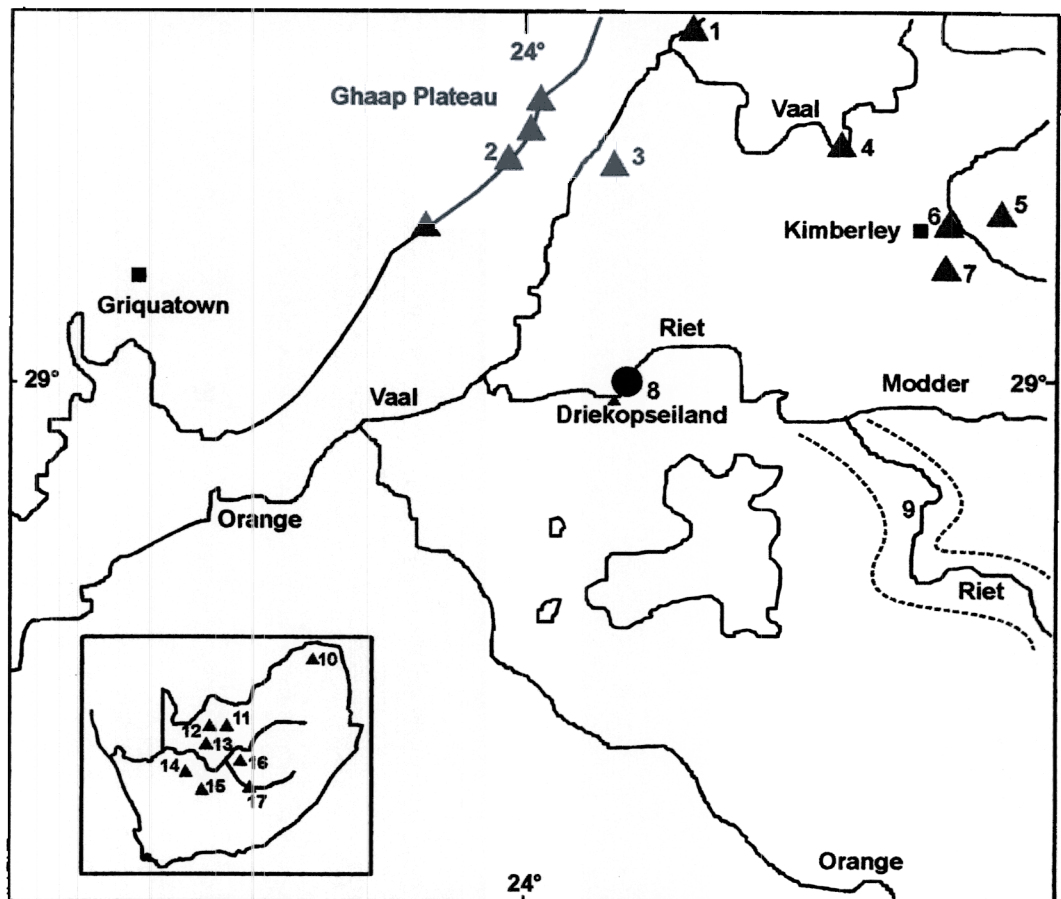 1
24°
Ghaap Plateau
Vaal
2
3
4
5
6
Kimberley
7
Griquatown
Riet
29°
29°
8
Modder
Vaal
Driekopseiland
9
Orange
Riet
10
12
11
13
14
16
15
17
Orange
24°